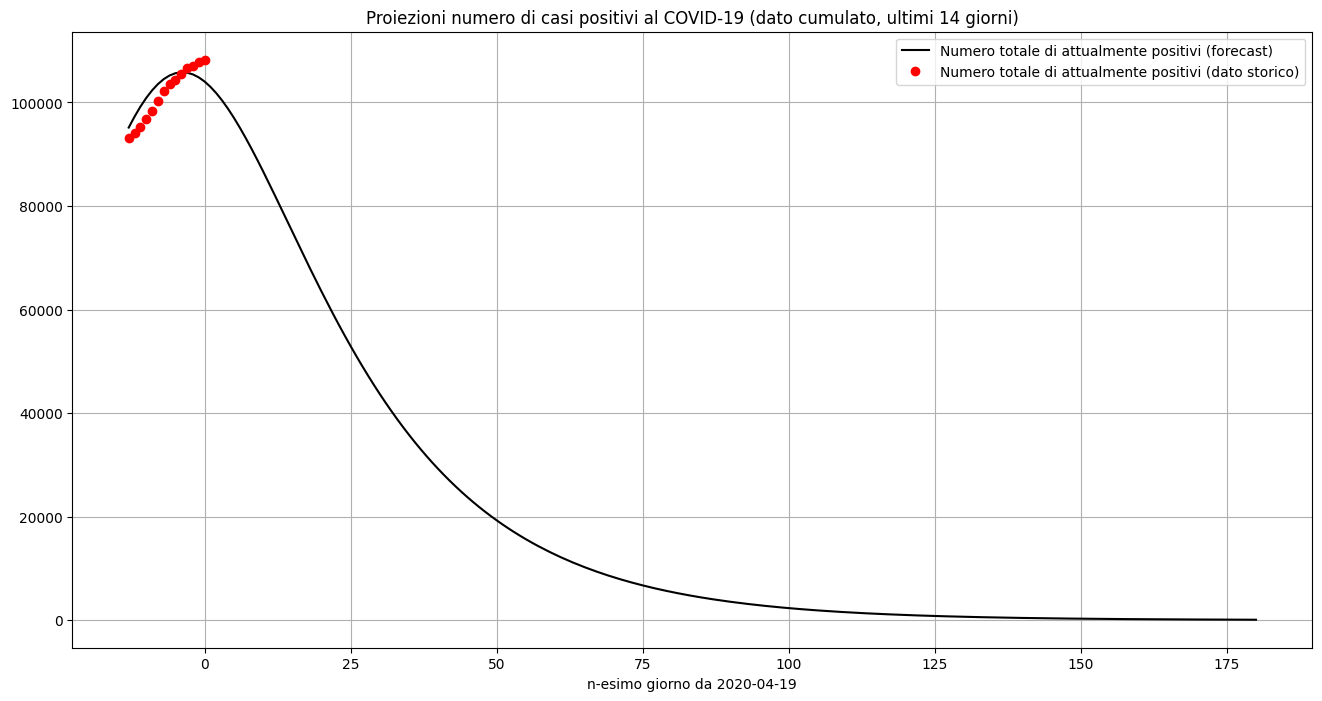 Proiezioni numero di casi positivi al COVID-19 (dato cumulato, ultimi 14 giorni)
Numero totale di attualmente positivi (forecast)
Numero totale di attualmente positivi (dato storico)
100000
80000
60000
40000
20000
0
0 25 50 75 100 125 150 175
n-esimo giorno da 2020-04-19